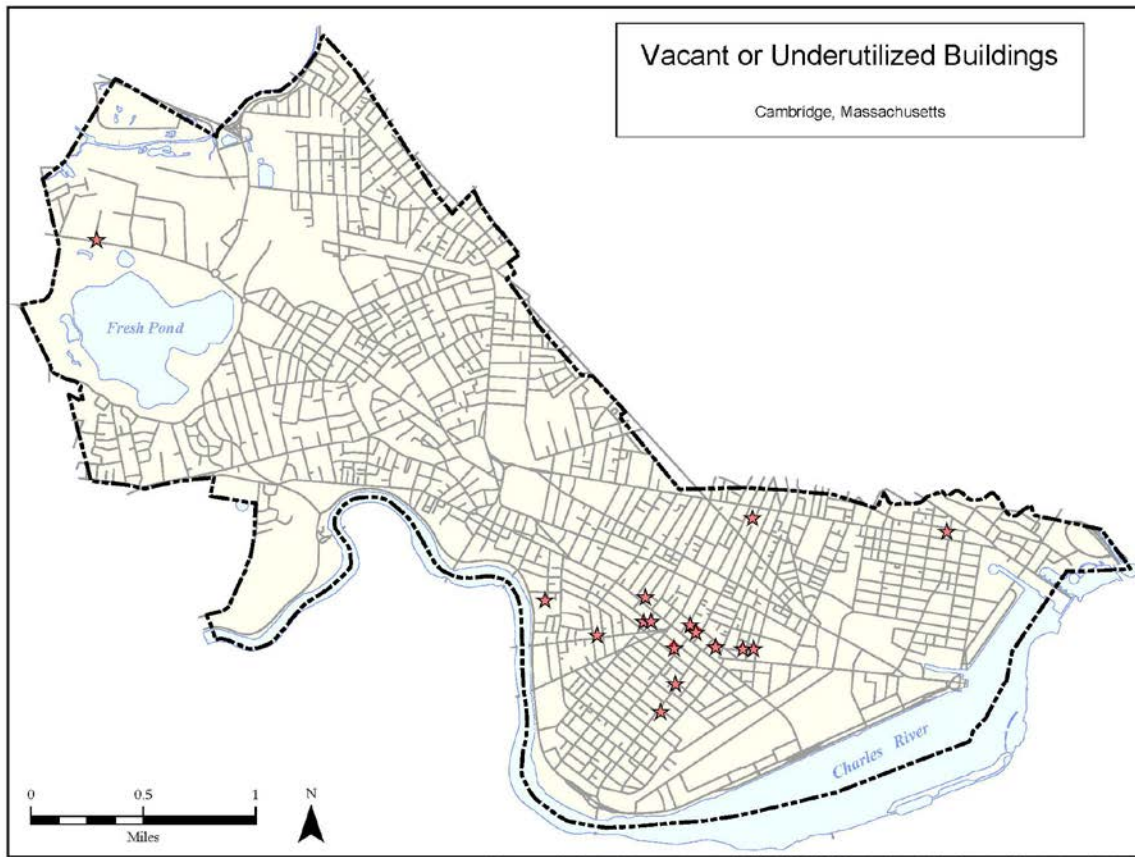 Vacant or Underutilized Buildings
Cambridge, Massachusetts
Fresh Pond
Charles River
0 0.5 1
Miles
N